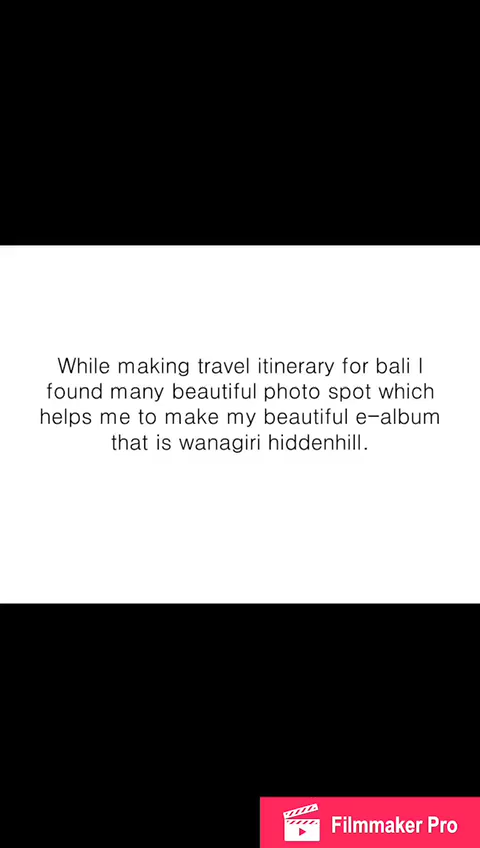 While making travel itinerary for bali I
found many beautiful photo spot which
helps me to make my beautiful e-album
that is wanagiri hiddenhill.
Filmmaker Pro